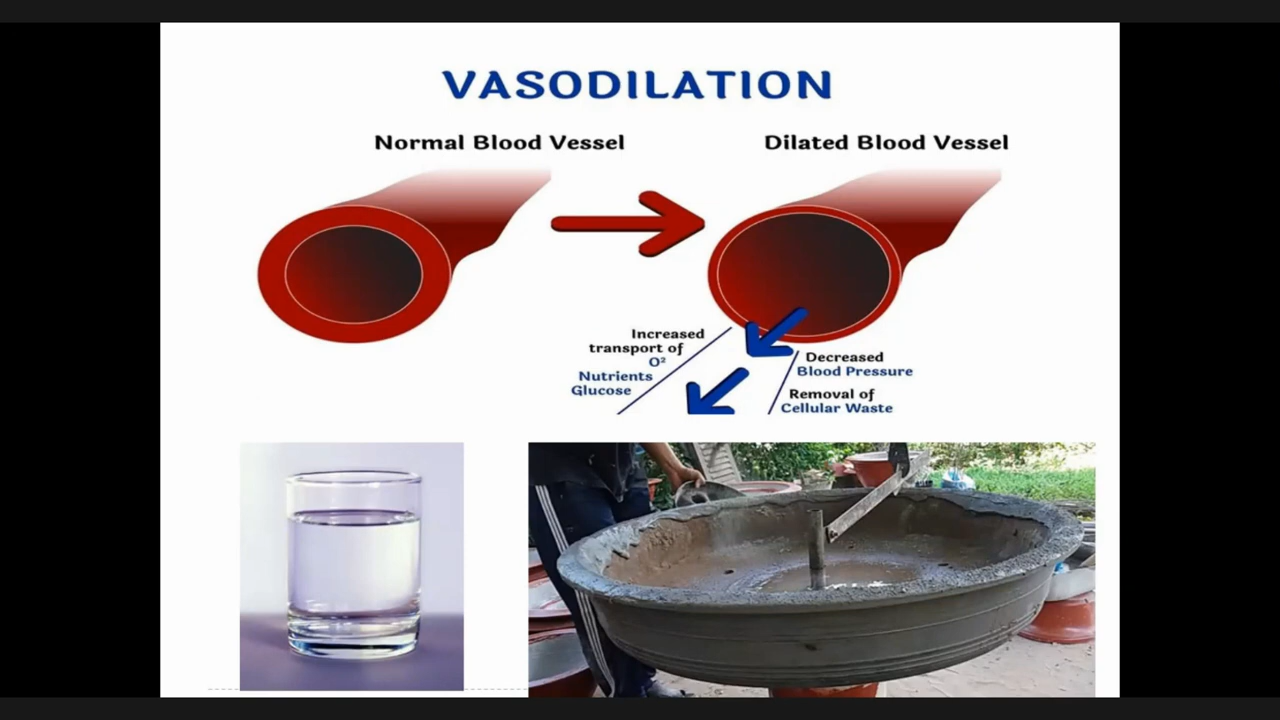 VASODILATION
Normal Blood Vessel
Dilated Blood Vessel
Increased
transport of
O²
Nutrients
Glucose
Decreased
Blood Pressure
Removal of
Cellular Waste